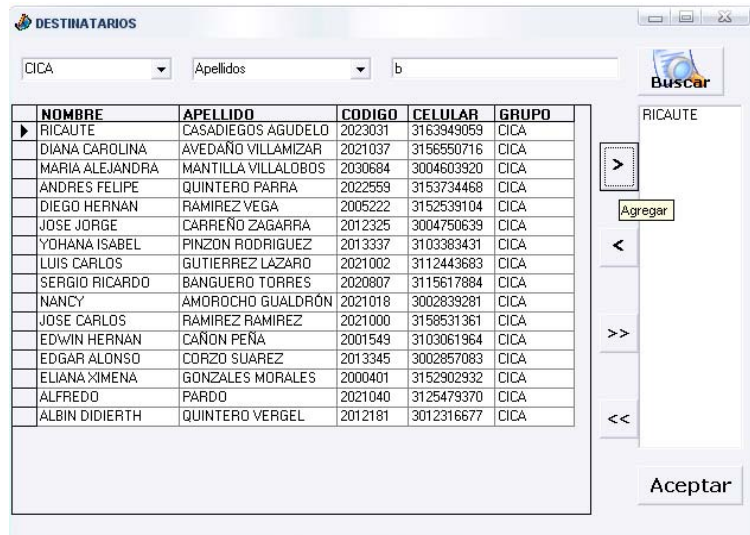 DESTINATARIOS
CICA Apellidos b Buscar
NOMBRE APELLIDO CODIGO CELULAR GRUPO
RICAUTE CASADIEGOS AGUDELO 2023031 3163949059 CICA
DIANA CAROLINA AVEDAÑO VILLAMIZAR 2021037 3156550716 CICA
MARIA ALEJANDRA MANTILLA VILLALOBOS 2030684 3004603920 CICA
ANDRES FELIPE QUINTERO PARRA 2022559 3153734468 CICA
DIEGO HERNAN RAMIREZ VEGA 2005222 3152539104 CICA
JOSE JORGE CARREÑO ZAGARRA 2012325 3004750639 CICA
YOHANA ISABEL PINZON RODRIGUEZ 2013337 3103383431 CICA
LUIS CARLOS GUTIERREZ LAZARO 2021002 3112443683 CICA
SERGIO RICARDO BANGUERO TORRES 2020807 3115617884 CICA
NANCY AMOROCHO GUALDRÓN 2021018 3002839281 CICA
JOSE CARLOS RAMIREZ RAMIREZ 2021000 3158531361 CICA
EDWIN HERNAN CAÑON PEÑA 2001549 3103061964 CICA
EDGAR ALONSO CORZO SUAREZ 2013345 3002857083 CICA
ELIANA XIMENA GONZALES MORALES 2000401 3152902932 CICA
ALFREDO PARDO 2021040 3125479370 CICA
ALBIN DIDIERTH QUINTERO VERGEL 2012181 3012316677 CICA
>
Agregar
<
>>
<<
RICAUTE
Aceptar